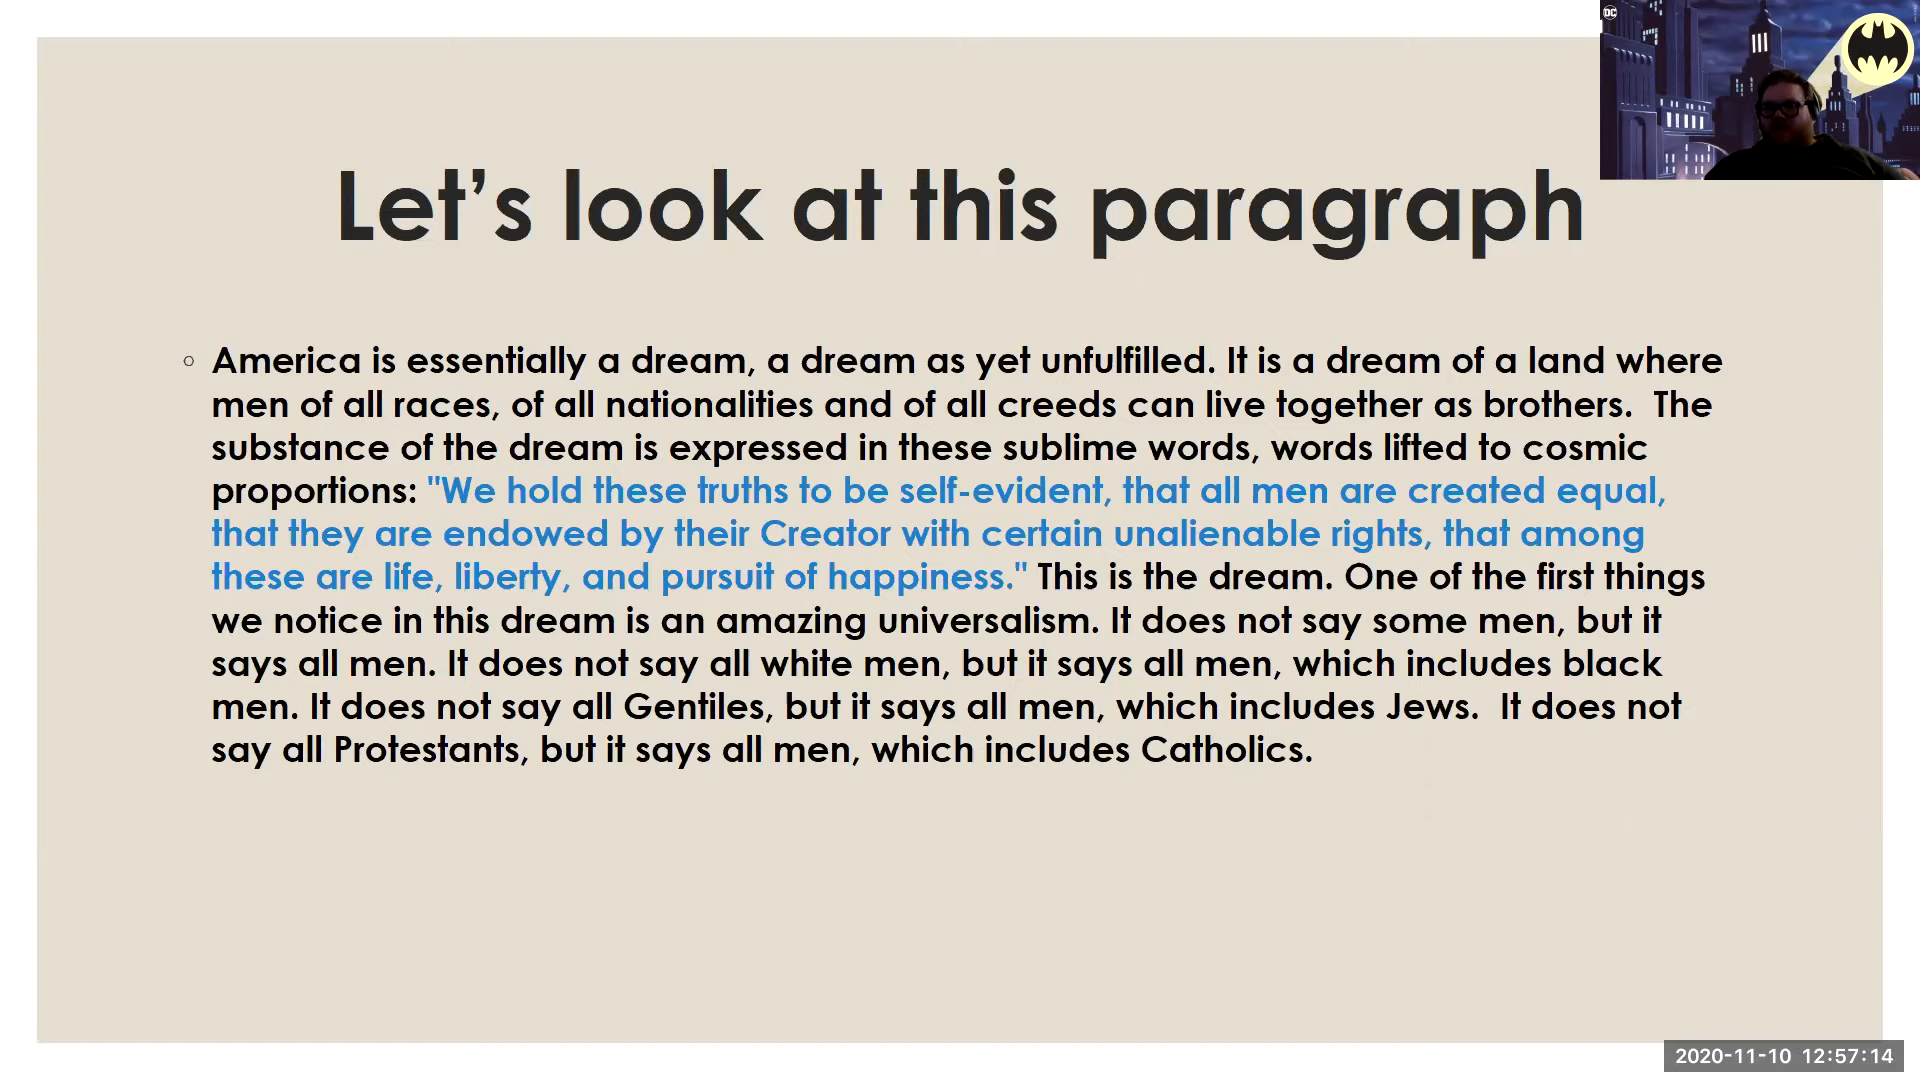 DC
Let’s look at this paragraph
◦ America is essentially a dream, a dream as yet unfulfilled. It is a dream of a land where
men of all races, of all nationalities and of all creeds can live together as brothers.  The
substance of the dream is expressed in these sublime words, words lifted to cosmic
proportions: "We hold these truths to be self-evident, that all men are created equal,
that they are endowed by their Creator with certain unalienable rights, that among
these are life, liberty, and pursuit of happiness." This is the dream. One of the first things
we notice in this dream is an amazing universalism. It does not say some men, but it
says all men. It does not say all white men, but it says all men, which includes black
men. It does not say all Gentiles, but it says all men, which includes Jews.  It does not
say all Protestants, but it says all men, which includes Catholics.
2020-11-10 12:57:14